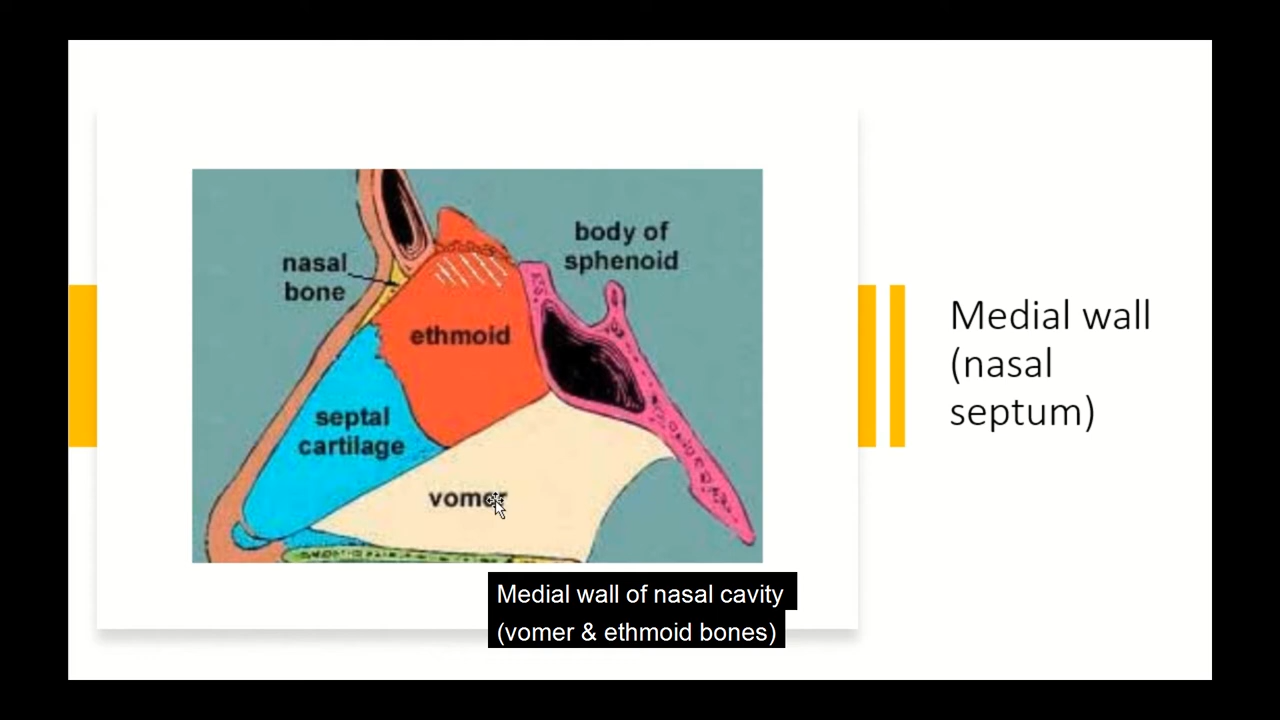 nasal
bone
body of
sphenoid
ethmoid
septal
cartilage
vomer
Medial wall
(nasal
septum)
Medial wall of nasal cavity
(vomer & ethmoid bones)